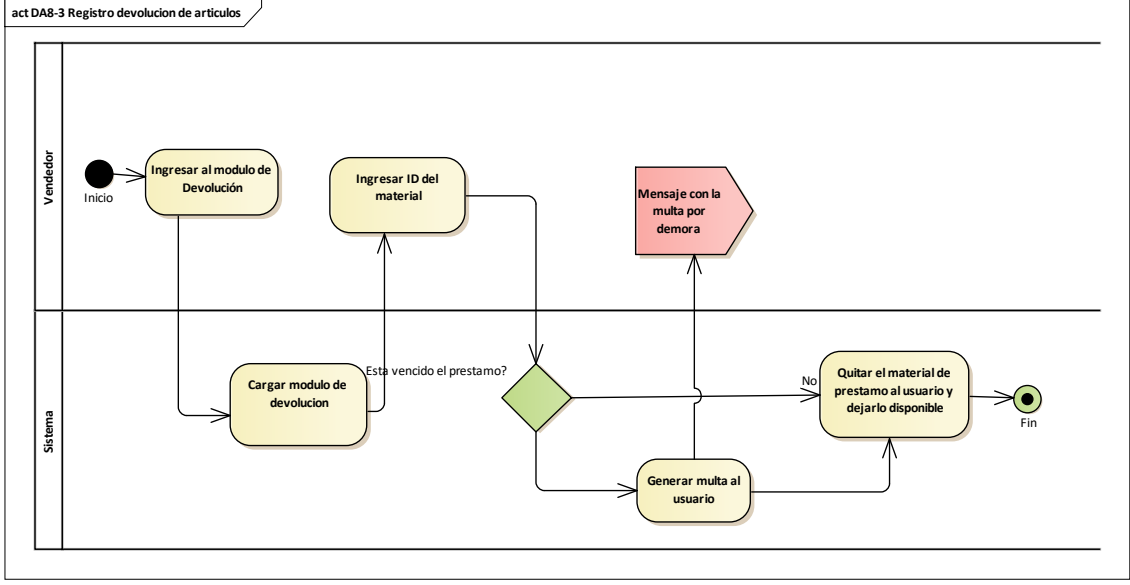 act DA8-3 Registro devolucion de articulos
Vendedor
Inicio
Ingresar al modulo de
Devolución
Ingresar ID del
material
Mensaje con la
multa por
demora
Sistema
Cargar modulo de
devolucion
Esta vencido el prestamo?
No
Quitar el material de
prestamo al usuario y
dejarlo disponible
Fin
Generar multa al
usuario